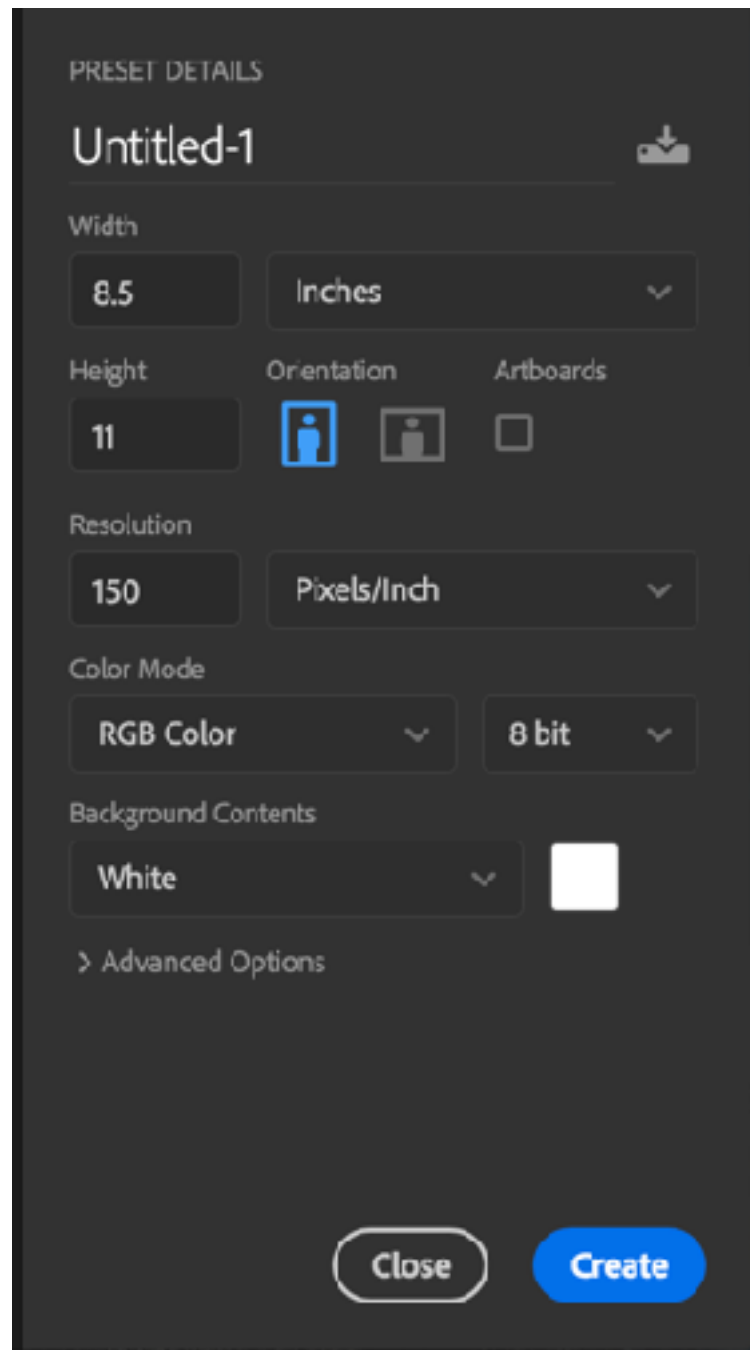 PRESET DETAILS
Untitled-1
Width
8.5 Inches
Height Orientation Artboards
11
Resolution
150 Pixels/Inch
Color Mode
RGB Color 8 bit
Background Contents
White
Advanced Options
Close Create